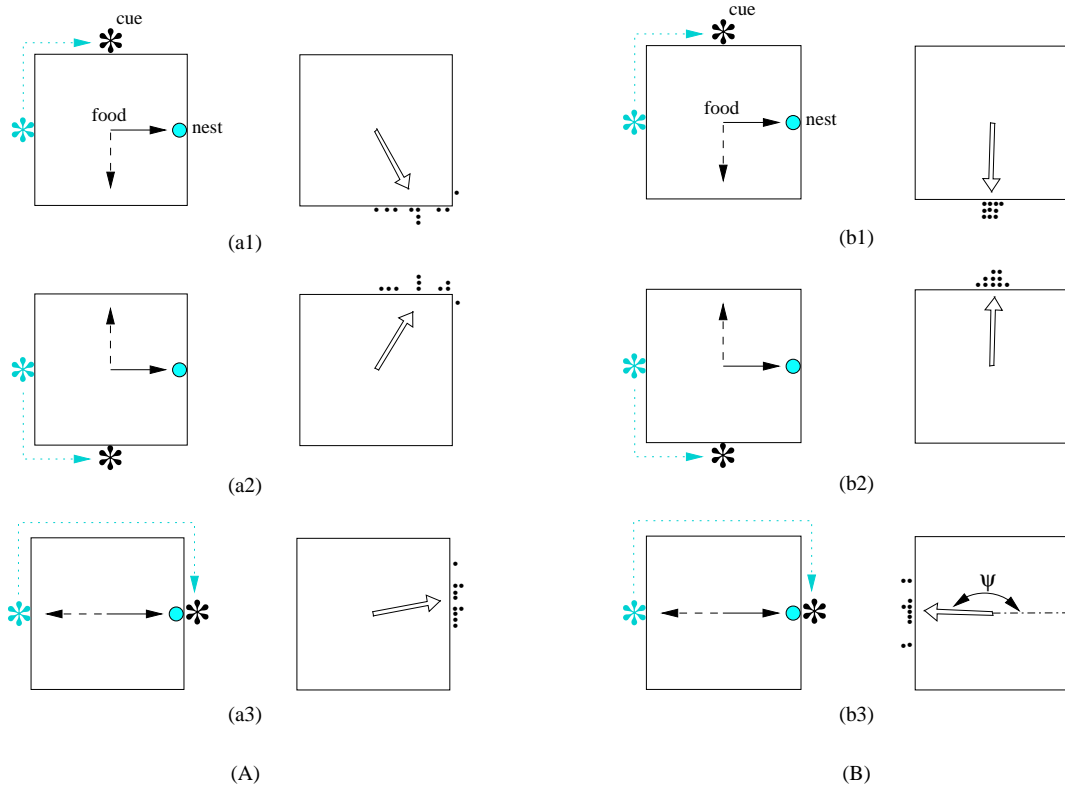 cue
food
nest
(a1)
cue
food
nest
(b1)
(a2)
(b2)
(a3)
ψ
(b3)
(A)
(B)